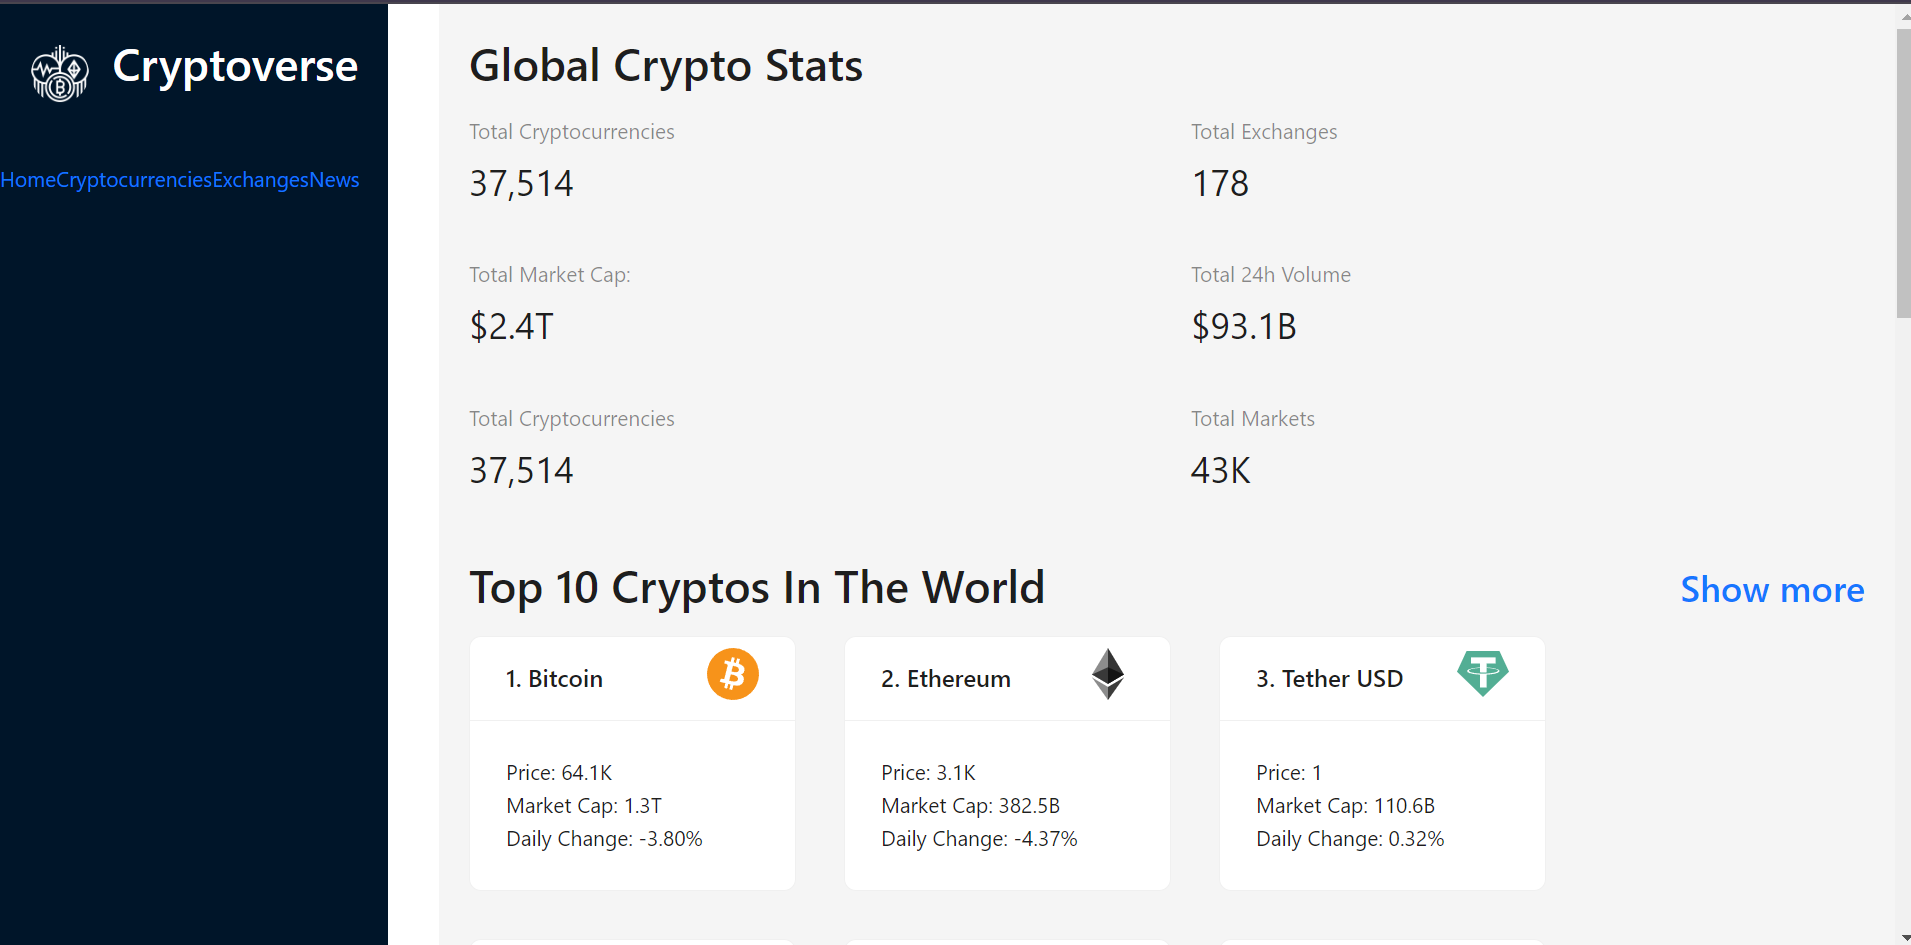 Cryptoverse
HomeCryptocurrenciesExchangesNews
Global Crypto Stats
Total Cryptocurrencies
37,514
Total Exchanges
178
Total Market Cap:
$2.4T
Total 24h Volume
$93.1B
Total Cryptocurrencies
37,514
Total Markets
43K
Top 10 Cryptos In The World
Show more
1. Bitcoin
Price: 64.1K
Market Cap: 1.3T
Daily Change: -3.80%
2. Ethereum
Price: 3.1K
Market Cap: 382.5B
Daily Change: -4.37%
3. Tether USD
Price: 1
Market Cap: 110.6B
Daily Change: 0.32%